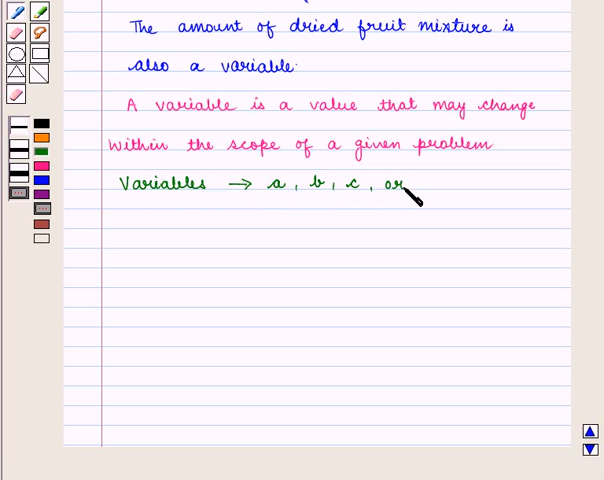 The amount of dried fruit mixture is
also a variable.
A variable is a value that may change
within the scope of a given problem
Variables → a, b, c, or